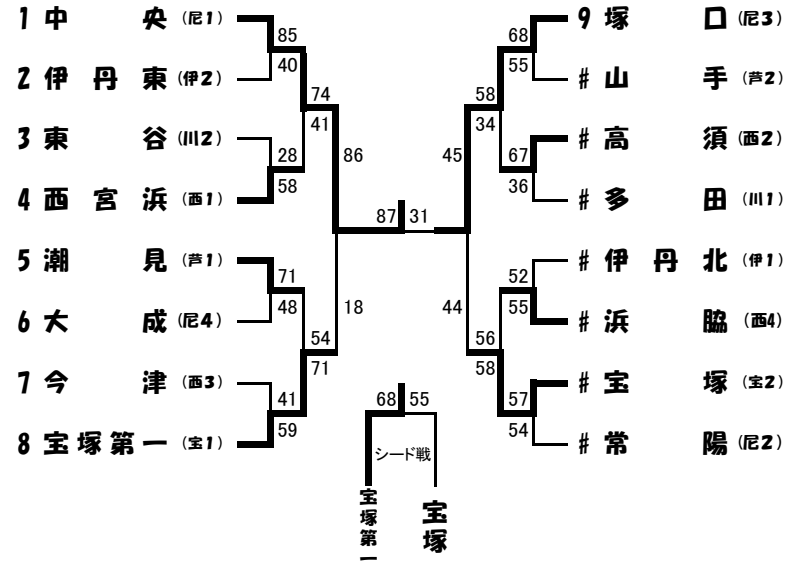 1 中央 (尼1)
85
40
2 伊丹東 (伊2)
74
41
3 東谷 (川2)
28
58
4 西宮浜 (西1)
86
18
5 潮見 (芦1)
71
48
6 大成 (尼4)
54
71
7 今津 (西3)
41
59
8 宝塚第一 (宝1)
87 31
9 塚口 (尼3)
68
55
# 山手 (芦2)
58
34
# 高須 (西2)
67
36
# 多田 (川1)
45
44
# 伊丹北 (伊1)
52
55
# 浜脇 (西4)
56
58
# 宝塚 (宝2)
57
54
# 常陽 (尼2)
68 55
シード戦
宝塚第一
宝塚